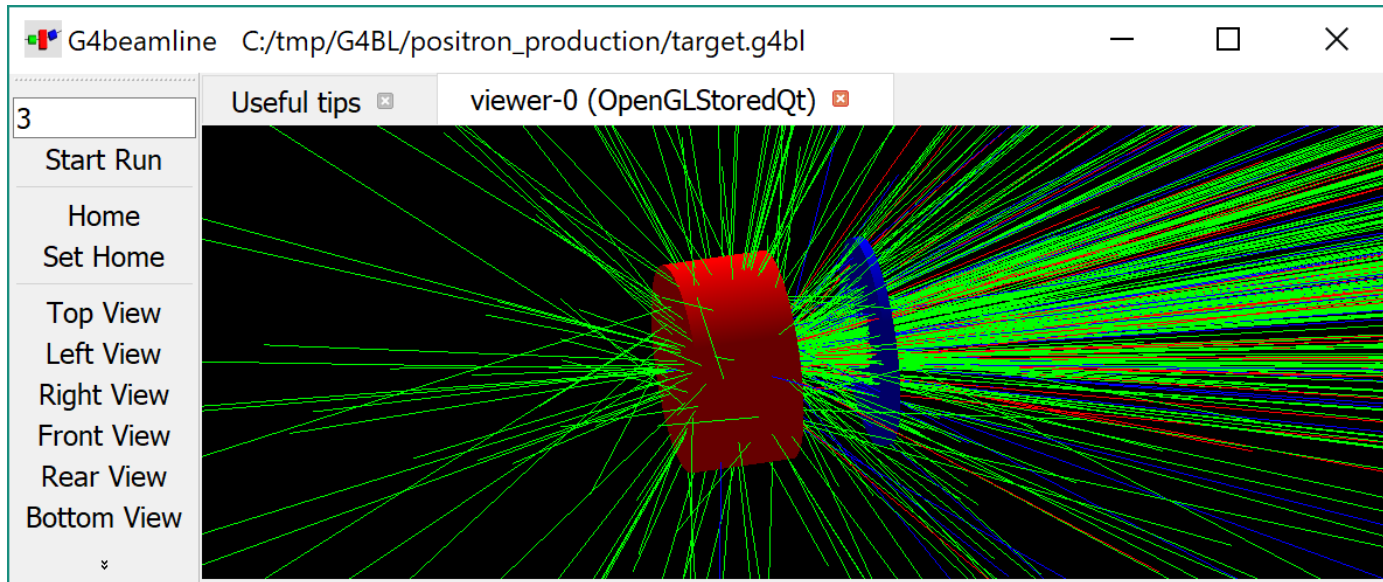 G4beamline C:/tmp/G4BL/positron_production/target.g4bl
Useful tips viewer-0 (OpenGLStoredQt)
3
Start Run
Home
Set Home
Top View
Left View
Right View
Front View
Rear View
Bottom View